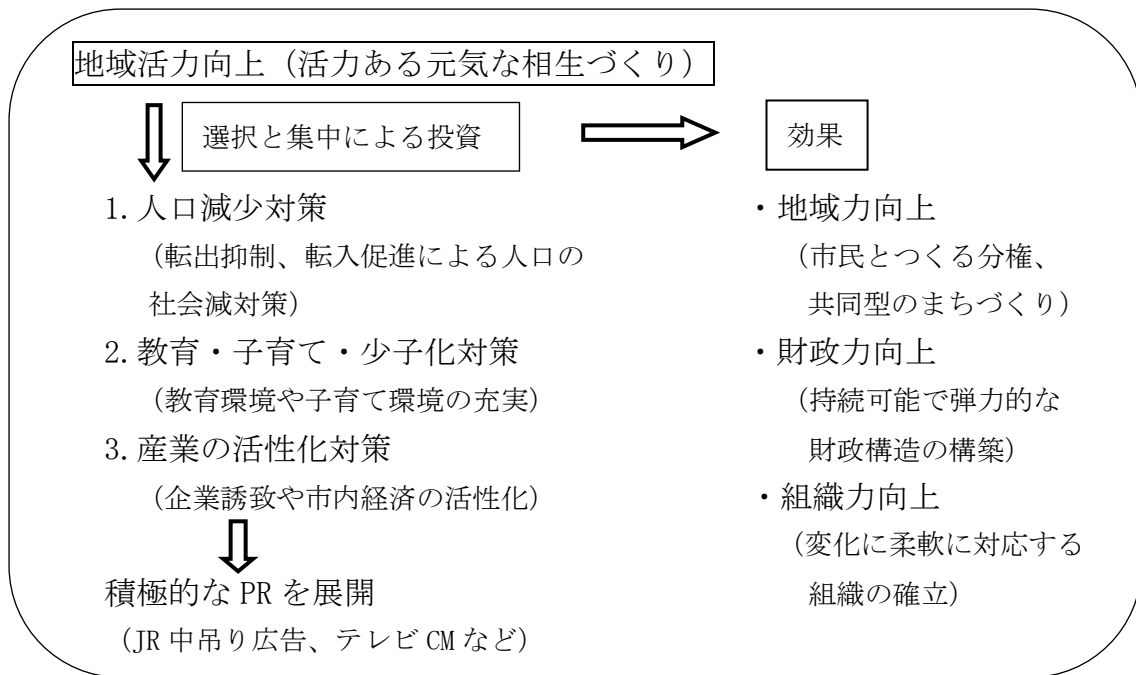 地域活力向上（活力ある元気な相生づくり）
選択と集中による投資
1.人口減少対策
（転出抑制、転入促進による人口の
社会減対策）
2.教育・子育て・少子化対策
（教育環境や子育て環境の充実）
3.産業の活性化対策
（企業誘致や市内経済の活性化）
積極的なPRを展開
（JR中吊り広告、テレビCMなど）
効果
・地域力向上
（市民とつくる分権、
共同型のまちづくり）
・財政力向上
（持続可能で弾力的な
財政構造の構築）
・組織力向上
（変化に柔軟に対応する
組織の確立）